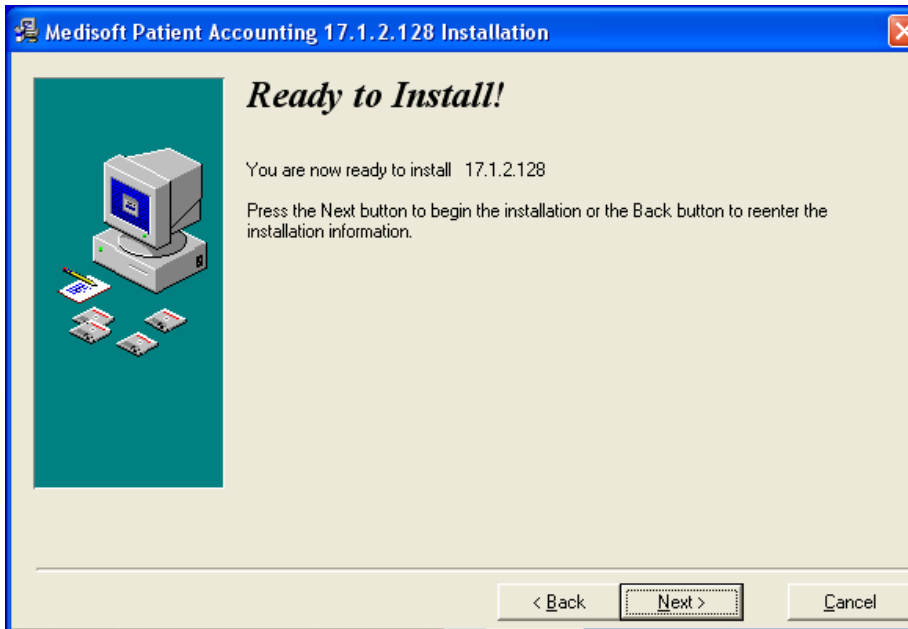 Medisoft Patient Accounting 17.1.2.128 Installation
Ready to Install!
You are now ready to install 17.1.2.128
Press the Next button to begin the installation or the Back button to reenter the
installation information.
< Back Next > Cancel